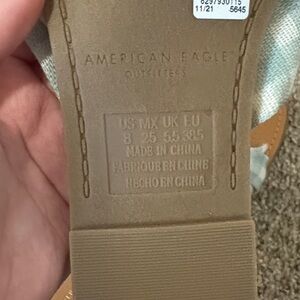 6297930115
11/21 5645
AMERICAN EAGLE
OUTFITTERS
US MX UK EU
8 25 5.5 38.5
MADE IN CHINA
FABRIQUE EN CHINE
HECHO EN CHINA